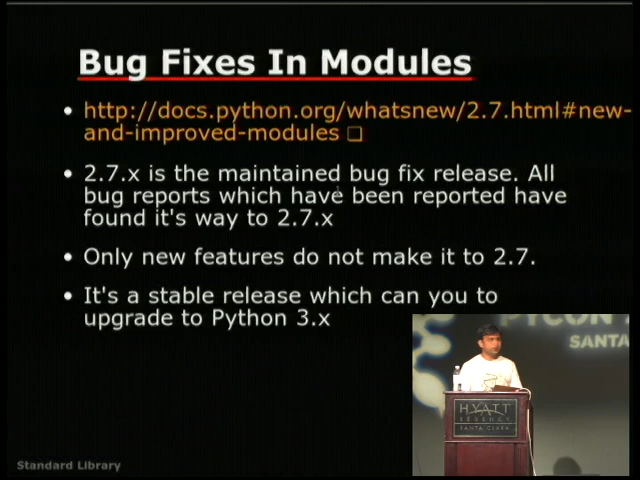 Bug Fixes In Modules
http://docs.python.org/whatsnew/2.7.html#new-
and-improved-modules
2.7.x is the maintained bug fix release. All
bug reports which have been reported have
found it's way to 2.7.x
Only new features do not make it to 2.7.
It's a stable release which can you to
upgrade to Python 3.x
PYCON
SANTA
HYATT
REGENCY
SANTA CLARA
Standard Library